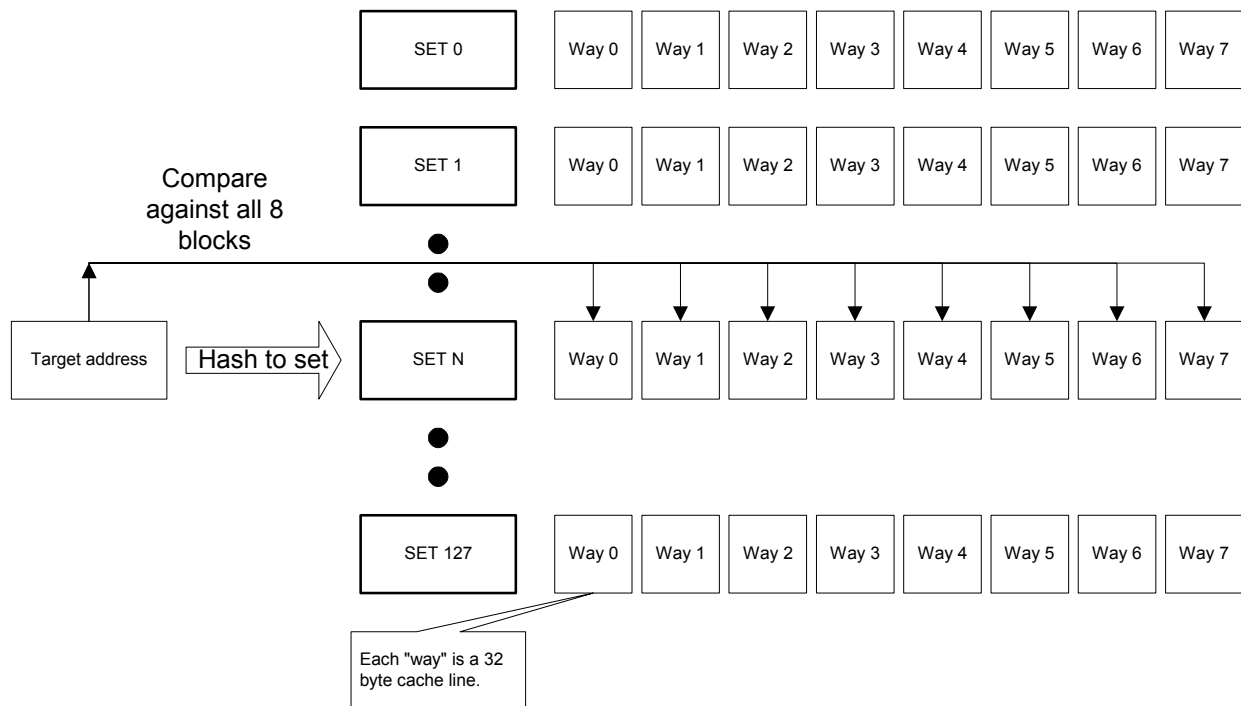 SET 0
Way 0
Way 1
Way 2
Way 3
Way 4
Way 5
Way 6
Way 7
SET 1
Way 0
Way 1
Way 2
Way 3
Way 4
Way 5
Way 6
Way 7
Compare
against all 8
blocks
Target address
Hash to set
SET N
Way 0
Way 1
Way 2
Way 3
Way 4
Way 5
Way 6
Way 7
SET 127
Way 0
Way 1
Way 2
Way 3
Way 4
Way 5
Way 6
Way 7
Each "way" is a 32
byte cache line.